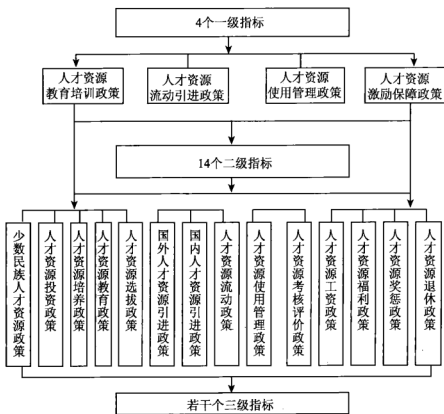 4个一级指标
人才资源
教育培训政策
人才资源
流动引进政策
人才资源
使用管理政策
人才资源
激励保障政策
14个二级指标
少数民族人才资源政策
人才资源投资政策
人才资源培养政策
人才资源教育政策
人才资源选拔政策
国外人才资源引进政策
国内人才资源引进政策
人才资源流动政策
人才资源使用管理政策
人才资源考核评价政策
人才资源工资政策
人才资源福利政策
人才资源奖惩政策
人才资源退休政策
若干个三级指标